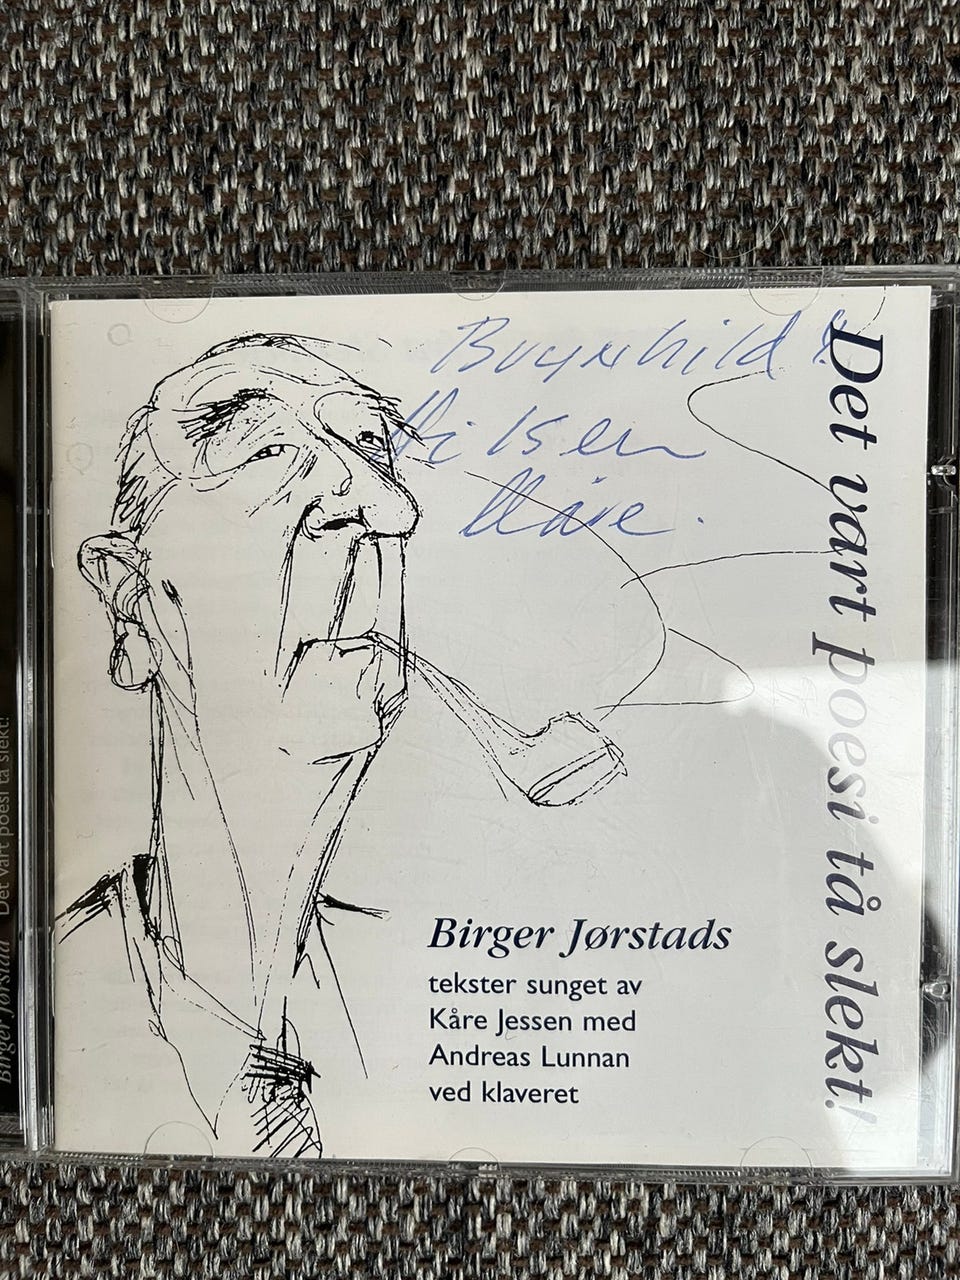 Brynhild!
Hilsen
Kåre.
Det vart poesi tå slekt!
Birger Jørstads
tekster sunget av
Kåre Jessen med
Andreas Lunnan
ved klaveret
Birger Jørstad Det vart poesi tå slekt!